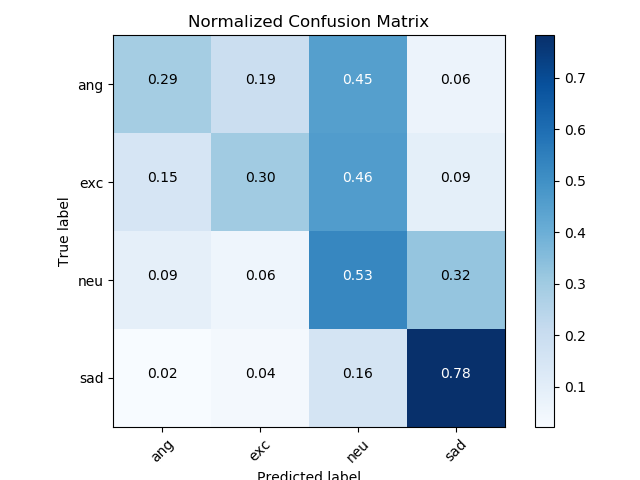 Normalized Confusion Matrix
True label
ang 0.29 0.19 0.45 0.06
exc 0.15 0.30 0.46 0.09
neu 0.09 0.06 0.53 0.32
sad 0.02 0.04 0.16 0.78
ang exc neu sad
Predicted label
0.7
0.6
0.5
0.4
0.3
0.2
0.1